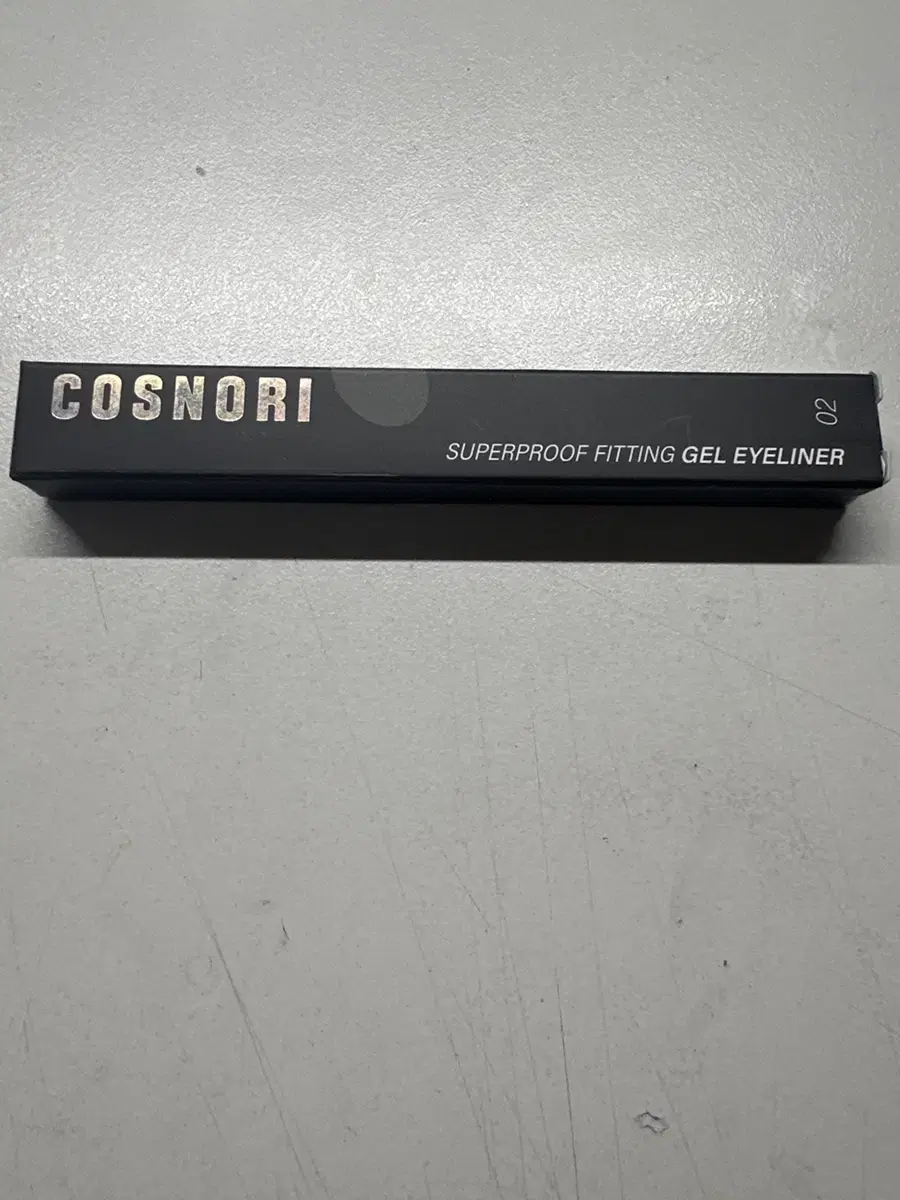 COSNORI
SUPERPROOF FITTING GEL EYELINER
02